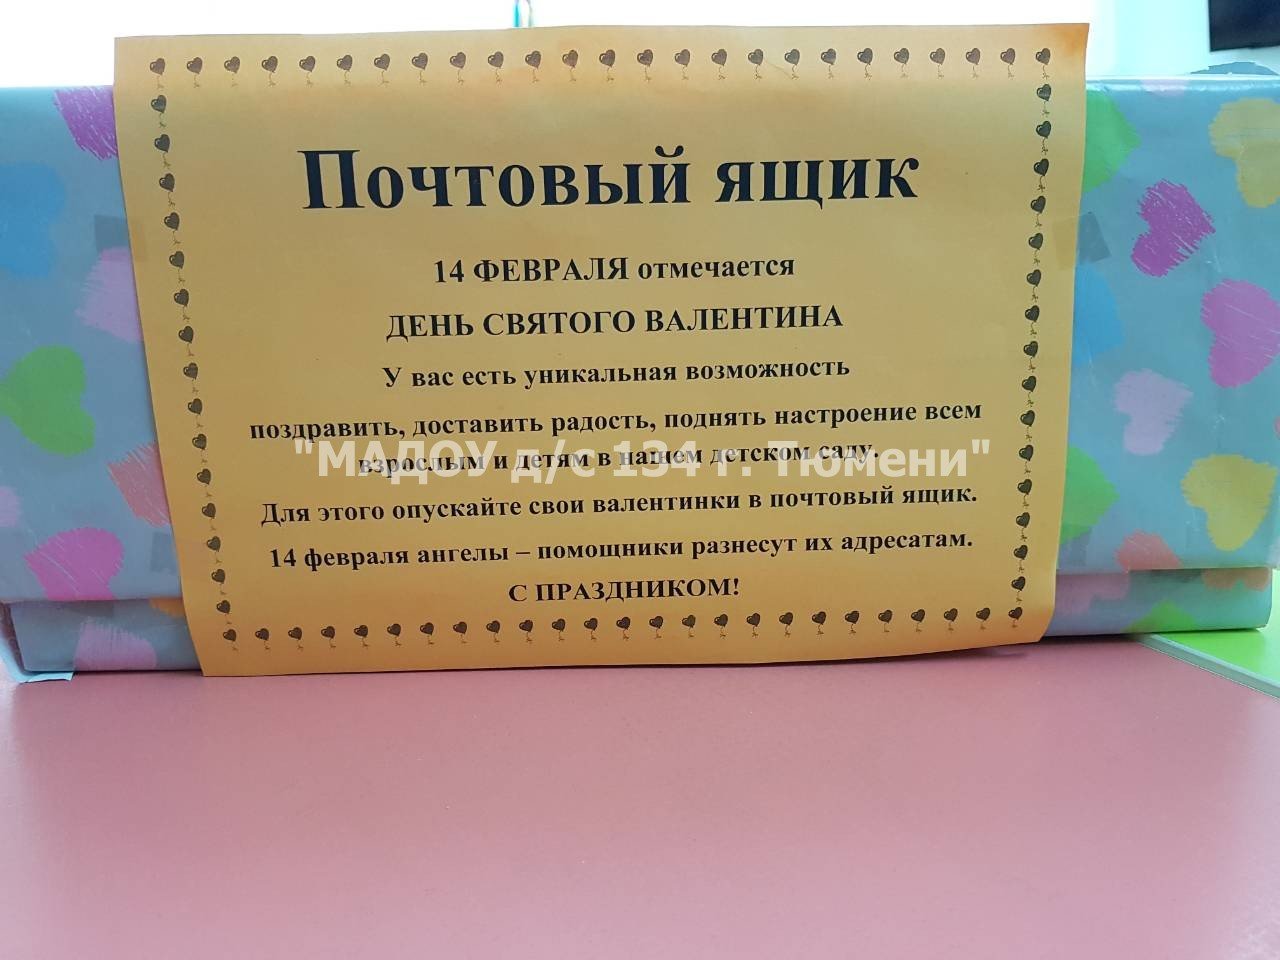 Почтовый ящик
14 ФЕВРАЛЯ отмечается
ДЕНЬ СВЯТОГО ВАЛЕНТИНА
У вас есть уникальная возможность
поздравить, доставить радость, поднять настроение всем
взрослым и детям в нашем детском саду.
"МАДОУ д/с 134 г. Тюмени"
Для этого опускайте свои валентинки в почтовый ящик.
14 февраля ангелы – помощники разнесут их адресатам.
С ПРАЗДНИКОМ!